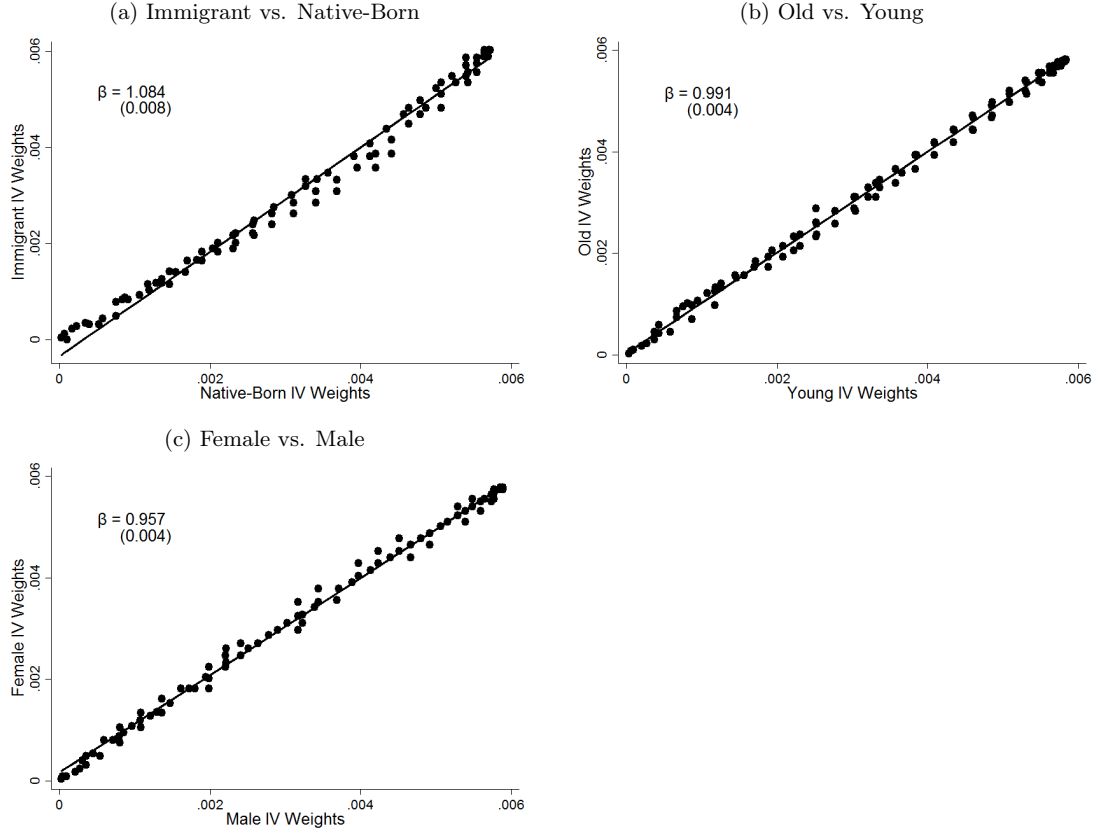 (a) Immigrant vs. Native-Born
β = 1.084
(0.008)
Immigrant IV Weights
.006
.004
.002
0
0
.002
.004
.006
Native-Born IV Weights
(b) Old vs. Young
β = 0.991
(0.004)
Old IV Weights
.006
.004
.002
0
0
.002
.004
.006
Young IV Weights
(c) Female vs. Male
β = 0.957
(0.004)
Female IV Weights
.006
.004
.002
0
0
.002
.004
.006
Male IV Weights